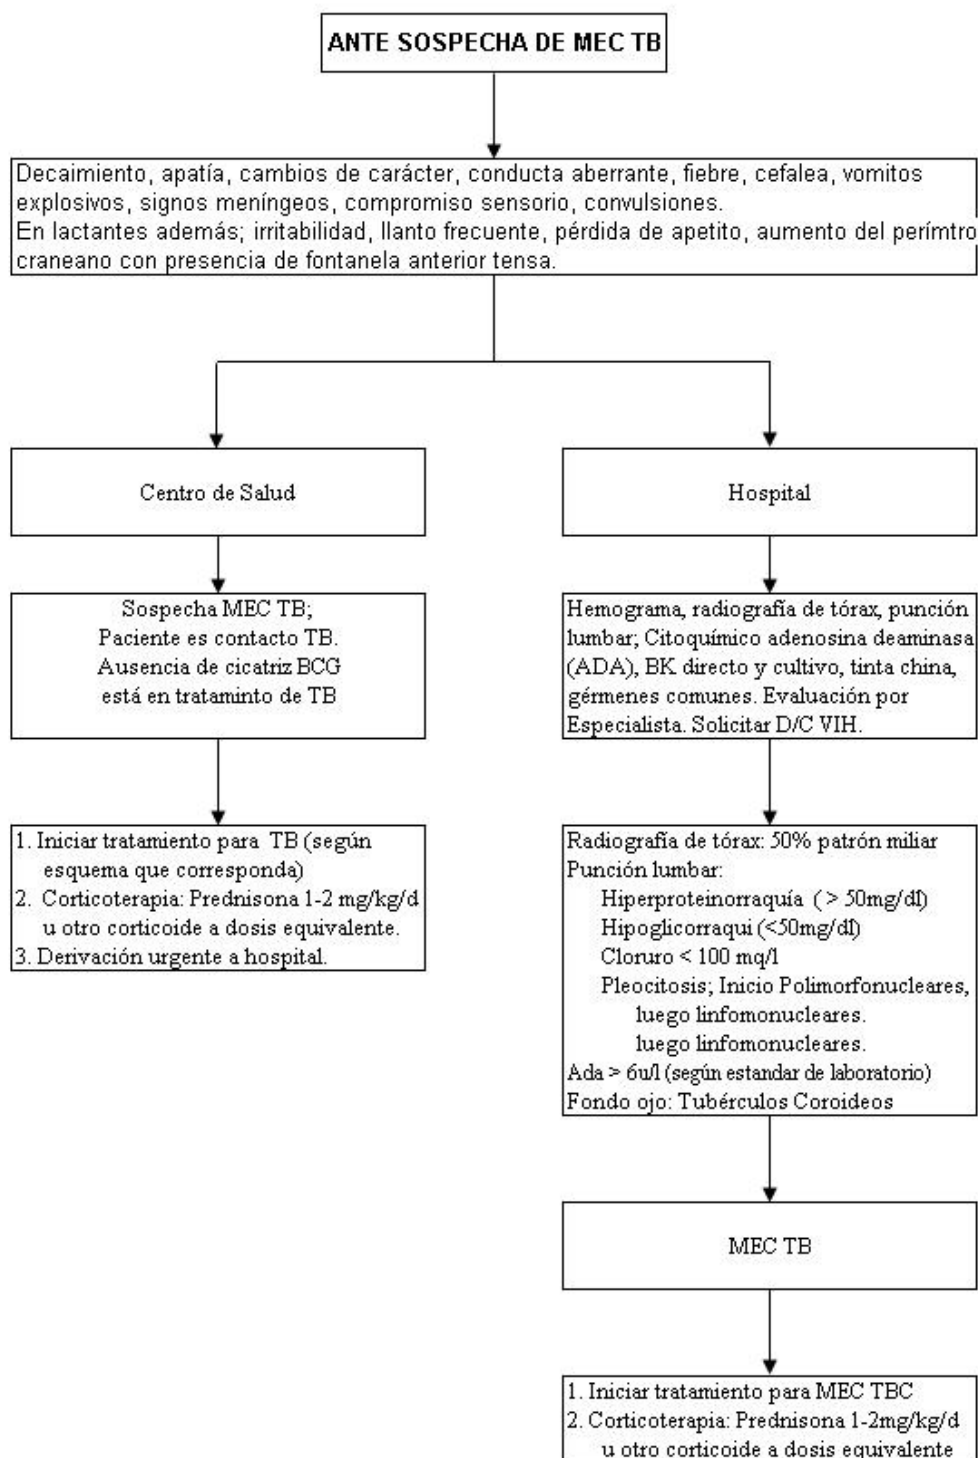 ANTE SOSPECHA DE MEC TB
Decaimiento, apatía, cambios de carácter, conducta aberrante, fiebre, cefalea, vomitos
explosivos, signos meníngeos, compromiso sensorio, convulsiones.
En lactantes además; irritabilidad, llanto frecuente, pérdida de apetito, aumento del perímtro
craneano con presencia de fontanela anterior tensa.
Centro de Salud
Sospecha MEC TB;
Paciente es contacto TB.
Ausencia de cicatriz BCG
está en trataminto de TB
1. Iniciar tratamiento para TB (según
esquema que corresponda)
2. Corticoterapia: Prednisona 1-2 mg/kg/d
u otro corticoide a dosis equivalente.
3. Derivación urgente a hospital.
Hospital
Hemograma, radiografía de tórax, punción
lumbar; Citoquímico adenosina deaminasa
(ADA), BK directo y cultivo, tinta china,
gérmenes comunes. Evaluación por
Especialista. Solicitar D/C VIH.
Radiografía de tórax: 50% patrón miliar
Punción lumbar:
Hiperproteinorraquía ( > 50mg/dl)
Hipoglicorraqui (<50mg/dl)
Cloruro < 100 mq/l
Pleocitosis; Inicio Polimorfonucleares,
luego linfomonucleares.
luego linfomonucleares.
Ada > 6u/l (según estandar de laboratorio)
Fondo ojo: Tubérculos Coroideos
MEC TB
1. Iniciar tratamiento para MEC TBC
2. Corticoterapia: Prednisona 1-2mg/kg/d
u otro corticoide a dosis equivalente